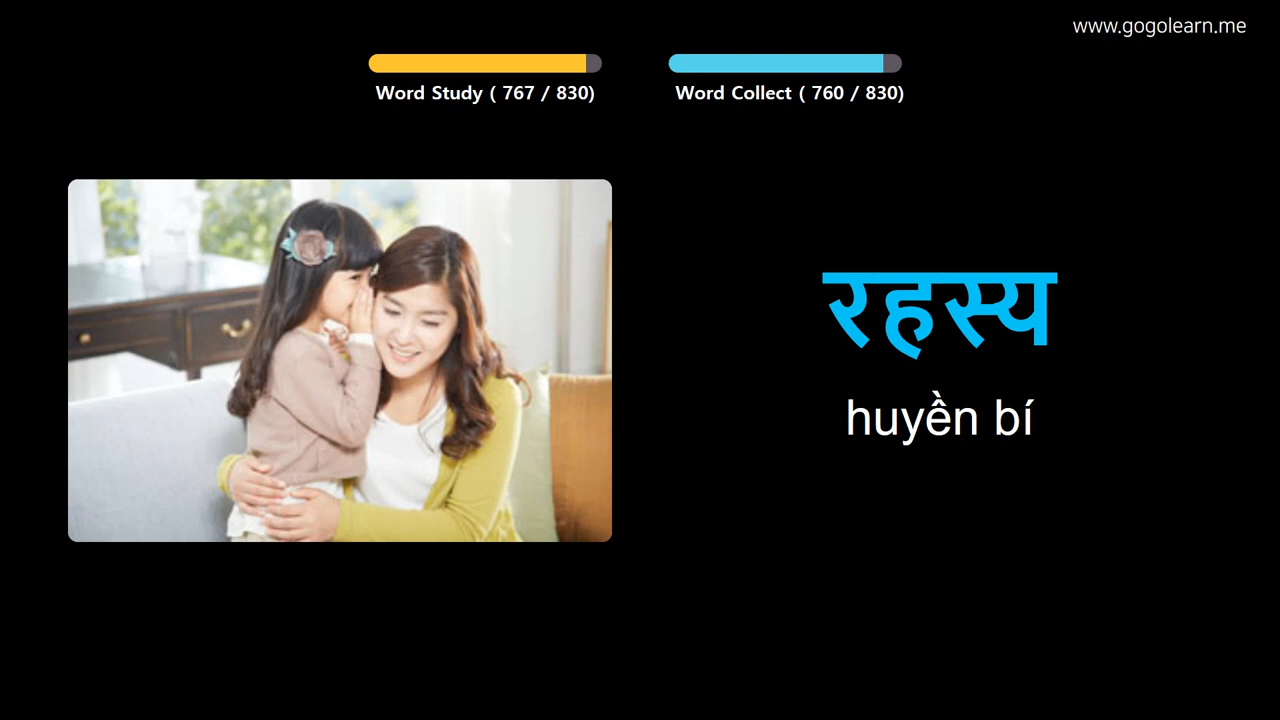 www.gogolearn.me
Word Study ( 767 / 830)
Word Collect ( 760 / 830)
रहस्य
huyền bí